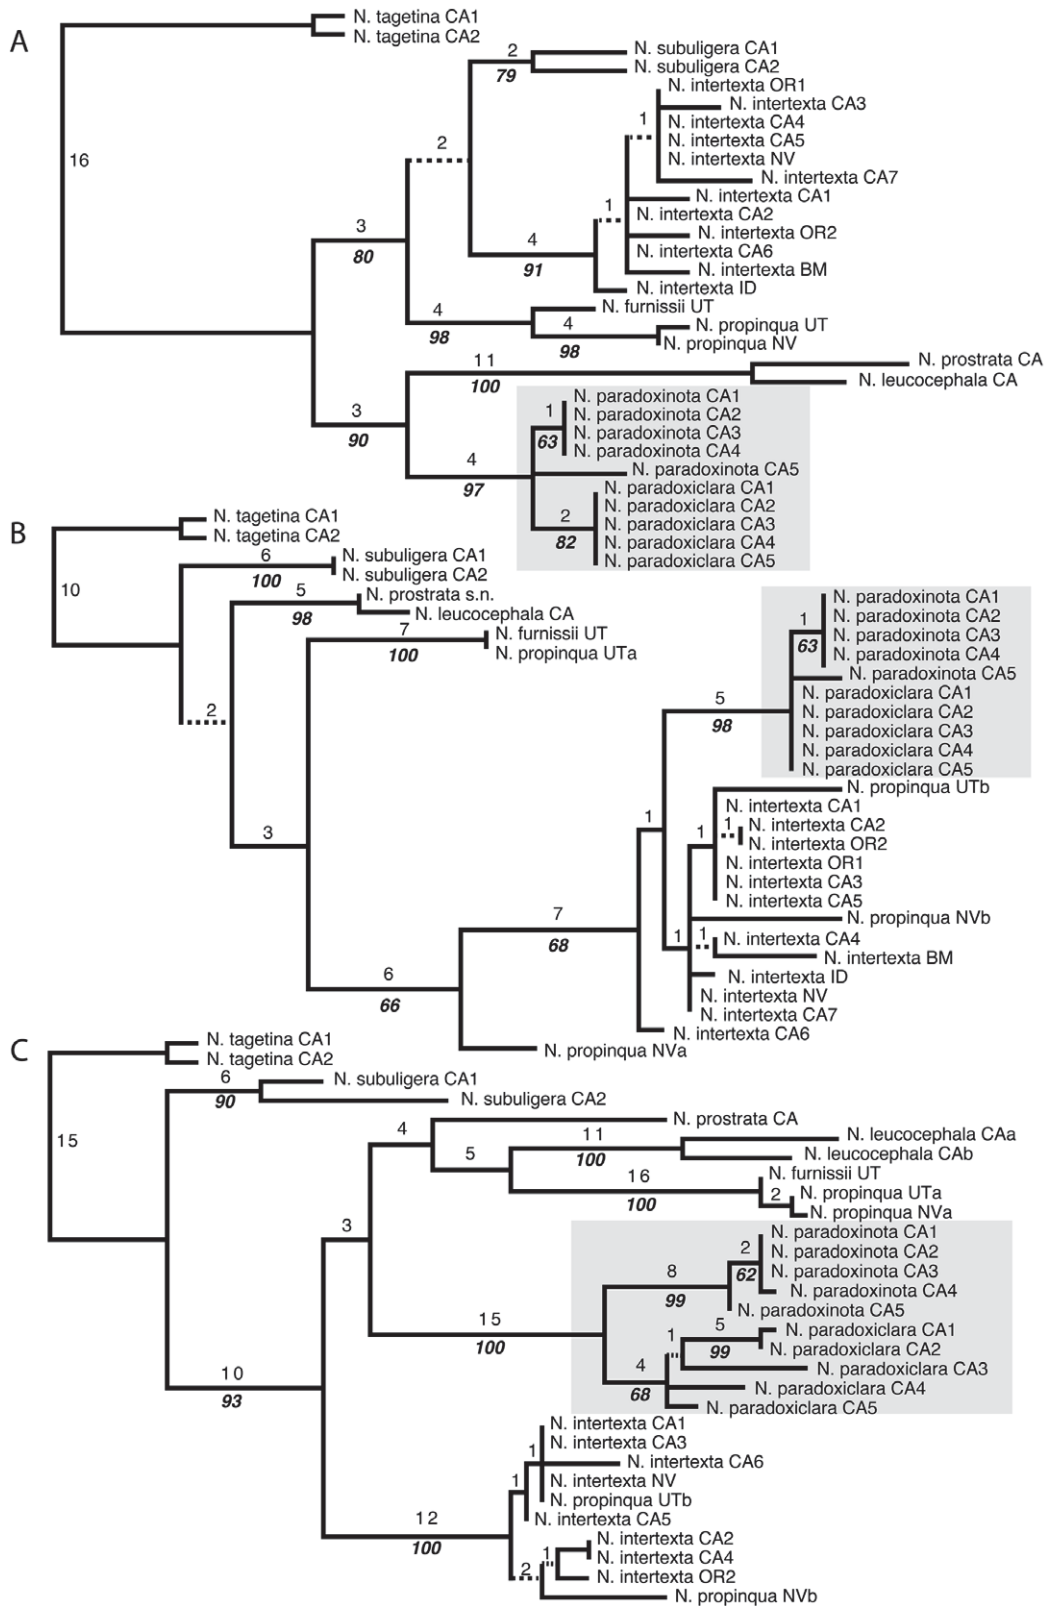 A
N. tagetina CA1
N. tagetina CA2
16
2
79
N. subuligera CA1
N. subuligera CA2
N. intertexta OR1
N. intertexta CA3
1
N. intertexta CA4
N. intertexta CA5
2
N. intertexta NV
N. intertexta CA7
N. intertexta CA1
1
N. intertexta CA2
3
80
4
91
N. intertexta OR2
N. intertexta CA6
N. intertexta BM
N. intertexta ID
4
98
N. furnissii UT
4
98
N. propinqua UT
N. propinqua NV
11
100
N. prostrata CA
N. leucocephala CA
3
90
N. paradoxinota CA1
1
63
N. paradoxinota CA2
N. paradoxinota CA3
N. paradoxinota CA4
4
97
N. paradoxinota CA5
N. paradoxiclara CA1
N. paradoxiclara CA2
2
82
N. paradoxiclara CA3
N. paradoxiclara CA4
N. paradoxiclara CA5
B
N. tagetina CA1
N. tagetina CA2
10
6
100
N. subuligera CA1
N. subuligera CA2
5
98
N. prostrata s.n.
N. leucocephala CA
7
100
N. furnissii UT
N. propinqua UTa
2
N. paradoxinota CA1
1
63
N. paradoxinota CA2
N. paradoxinota CA3
N. paradoxinota CA4
N. paradoxinota CA5
5
98
N. paradoxiclara CA1
N. paradoxiclara CA2
N. paradoxiclara CA3
N. paradoxiclara CA4
N. paradoxiclara CA5
N. propinqua UTb
1
N. intertexta CA1
1
1
N. intertexta CA2
N. intertexta OR2
3
N. intertexta OR1
N. intertexta CA3
N. intertexta CA5
7
68
N. propinqua NVb
1
1
N. intertexta CA4
N. intertexta BM
6
66
N. intertexta ID
N. intertexta NV
N. intertexta CA7
N. intertexta CA6
N. propinqua NVa
C
N. tagetina CA1
N. tagetina CA2
15
6
90
N. subuligera CA1
N. subuligera CA2
4
N. prostrata CA
5
11
100
N. leucocephala CAa
N. leucocephala CAb
16
100
N. furnissii UT
2
N. propinqua UTa
N. propinqua NVa
3
N. paradoxinota CA1
2
62
N. paradoxinota CA2
N. paradoxinota CA3
8
99
N. paradoxinota CA4
N. paradoxinota CA5
15
100
5
99
N. paradoxiclara CA1
1
N. paradoxiclara CA2
N. paradoxiclara CA3
4
68
N. paradoxiclara CA4
N. paradoxiclara CA5
10
93
N. intertexta CA1
N. intertexta CA3
1
N. intertexta CA6
1
N. intertexta NV
N. propinqua UTb
N. intertexta CA5
12
100
N. intertexta CA2
1
N. intertexta CA4
2
N. intertexta OR2
N. propinqua NVb